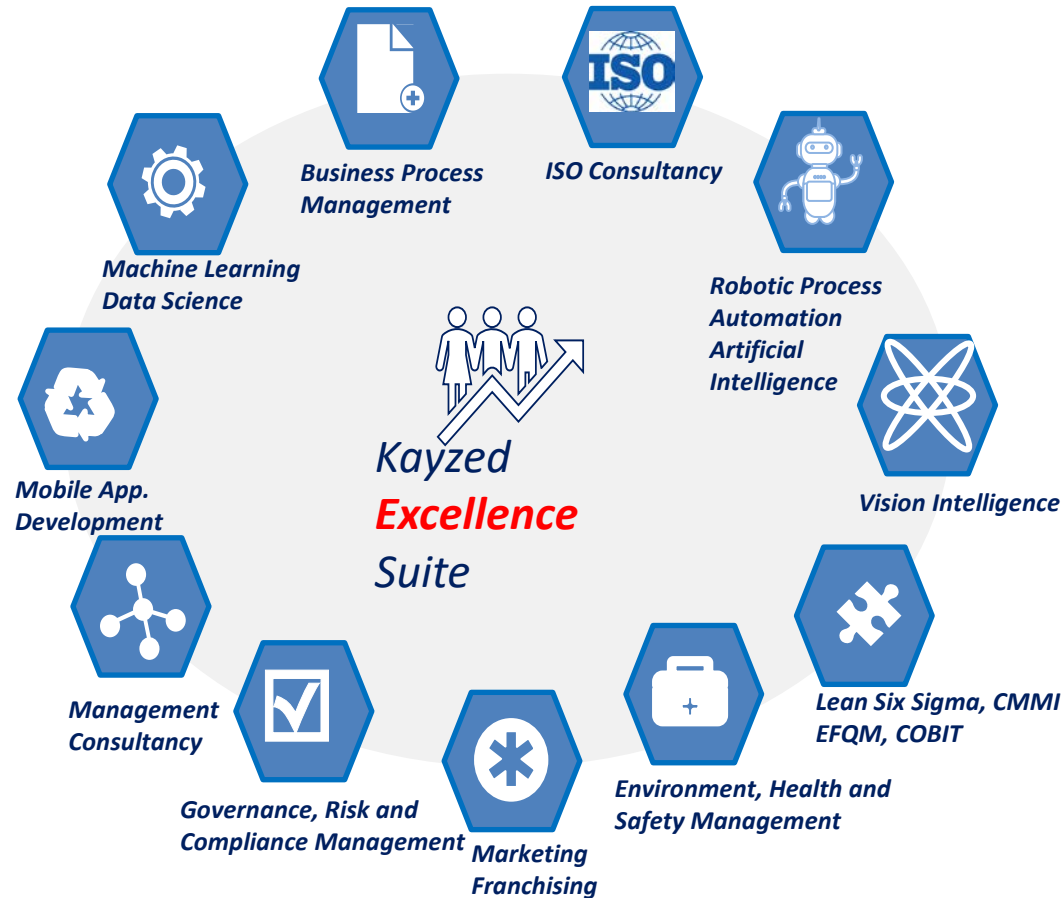 ISO
Business Process
Management
ISO Consultancy
Machine Learning
Data Science
Robotic Process
Automation
Artificial
Intelligence
Kayzed
Excellence
Suite
Mobile App.
Development
Vision Intelligence
Management
Consultancy
Lean Six Sigma, CMMI
EFQM, COBIT
Governance, Risk and
Compliance Management
Environment, Health and
Safety Management
Marketing
Franchising